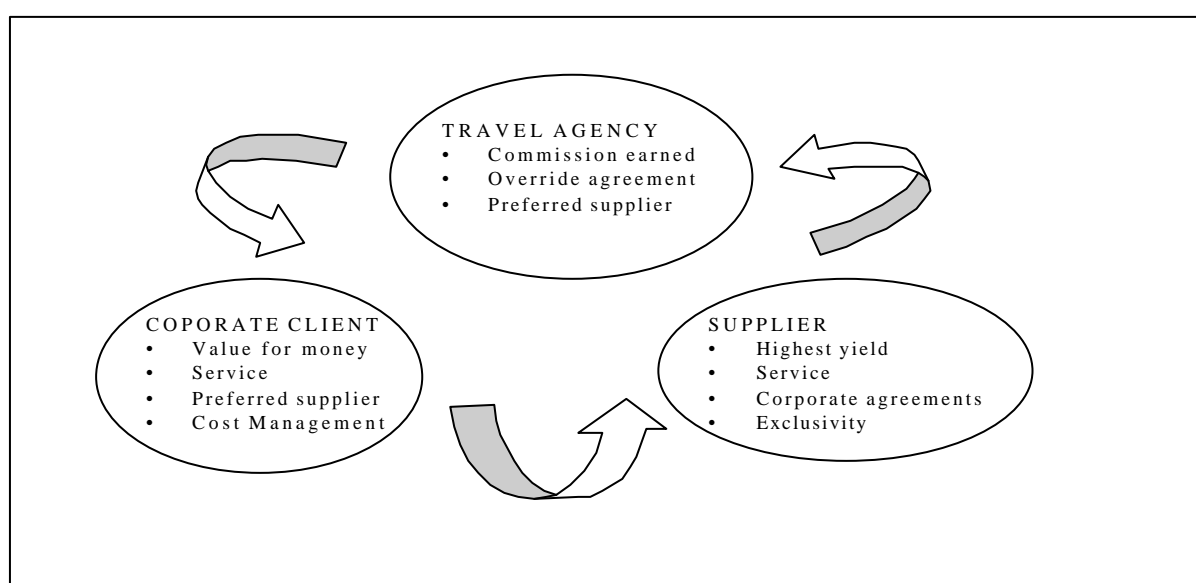 TRAVEL AGENCY
• Commission earned
• Override agreement
• Preferred supplier
COPORATE CLIENT
• Value for money
• Service
• Preferred supplier
• Cost Management
SUPPLIER
• Highest yield
• Service
• Corporate agreements
• Exclusivity